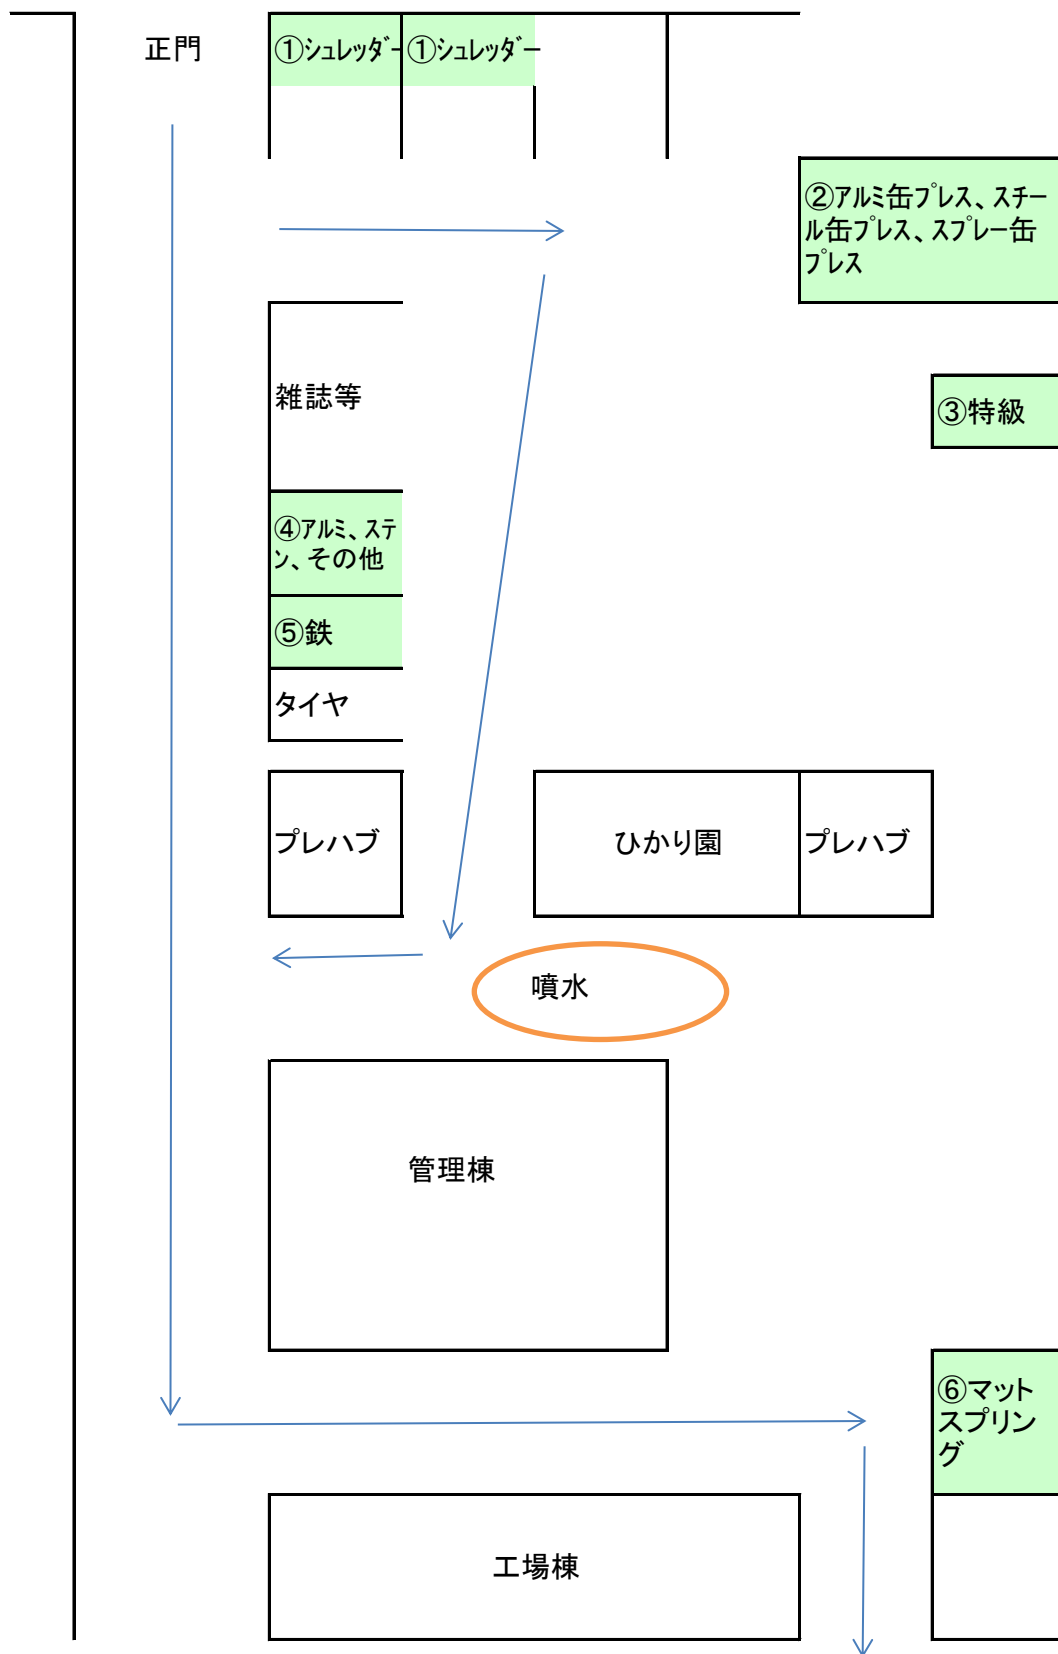 正門
①シュレッダー
①シュレッダー
②アルミ缶プレス、スチー
ル缶プレス、スプレー缶
プレス
雑誌等
③特級
④アルミ、ステ
ン、その他
⑤鉄
タイヤ
プレハブ
ひかり園
プレハブ
噴水
管理棟
⑥マット
スプリン
グ
工場棟